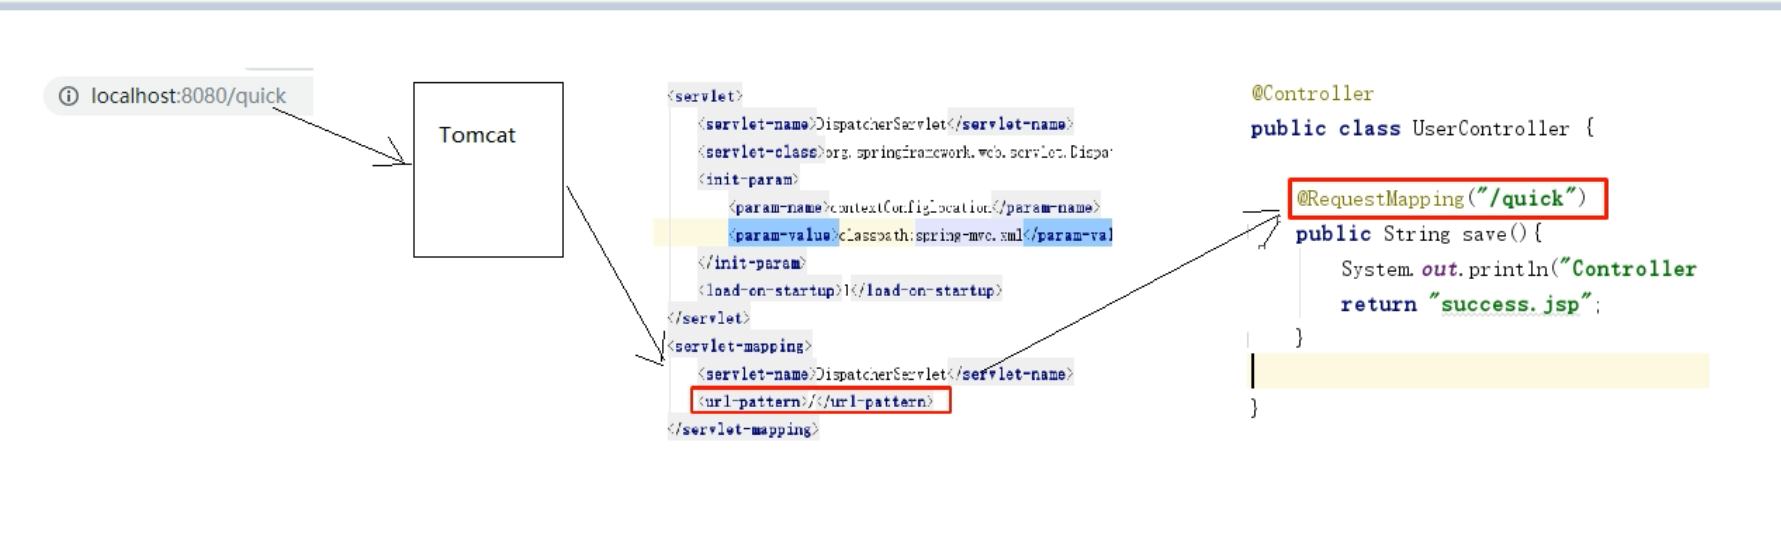 localhost:8080/quick
Tomcat
<servlet>
<servlet-name>DispatcherServlet</servlet-name>
<servlet-class>org.springframework.web.servlet.Dispa
<init-param>
<param-name>contextConfigLocation</param-name>
<param-value>classpath:spring-mvc.xml</param-val
</init-param>
<load-on-startup>1</load-on-startup>
</servlet>
<servlet-mapping>
<servlet-name>DispatcherServlet</servlet-name>
<url-pattern>/</url-pattern>
</servlet-mapping>
@Controller
public class UserController {
@RequestMapping("/quick")
public String save(){
System.out.println("Controller
return "success.jsp";
}
}